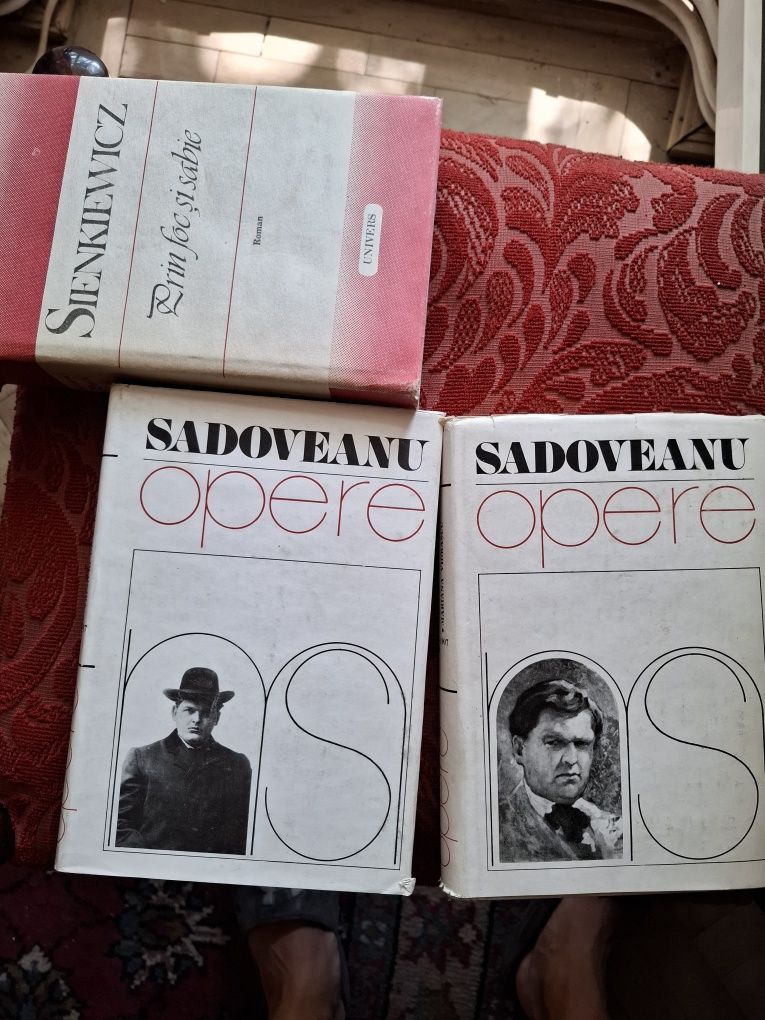 SIENKIEWICZ
Prin foc și sabie
Roman
UNIVERS
SADOVEANU
opere
SADOVEANU
opere